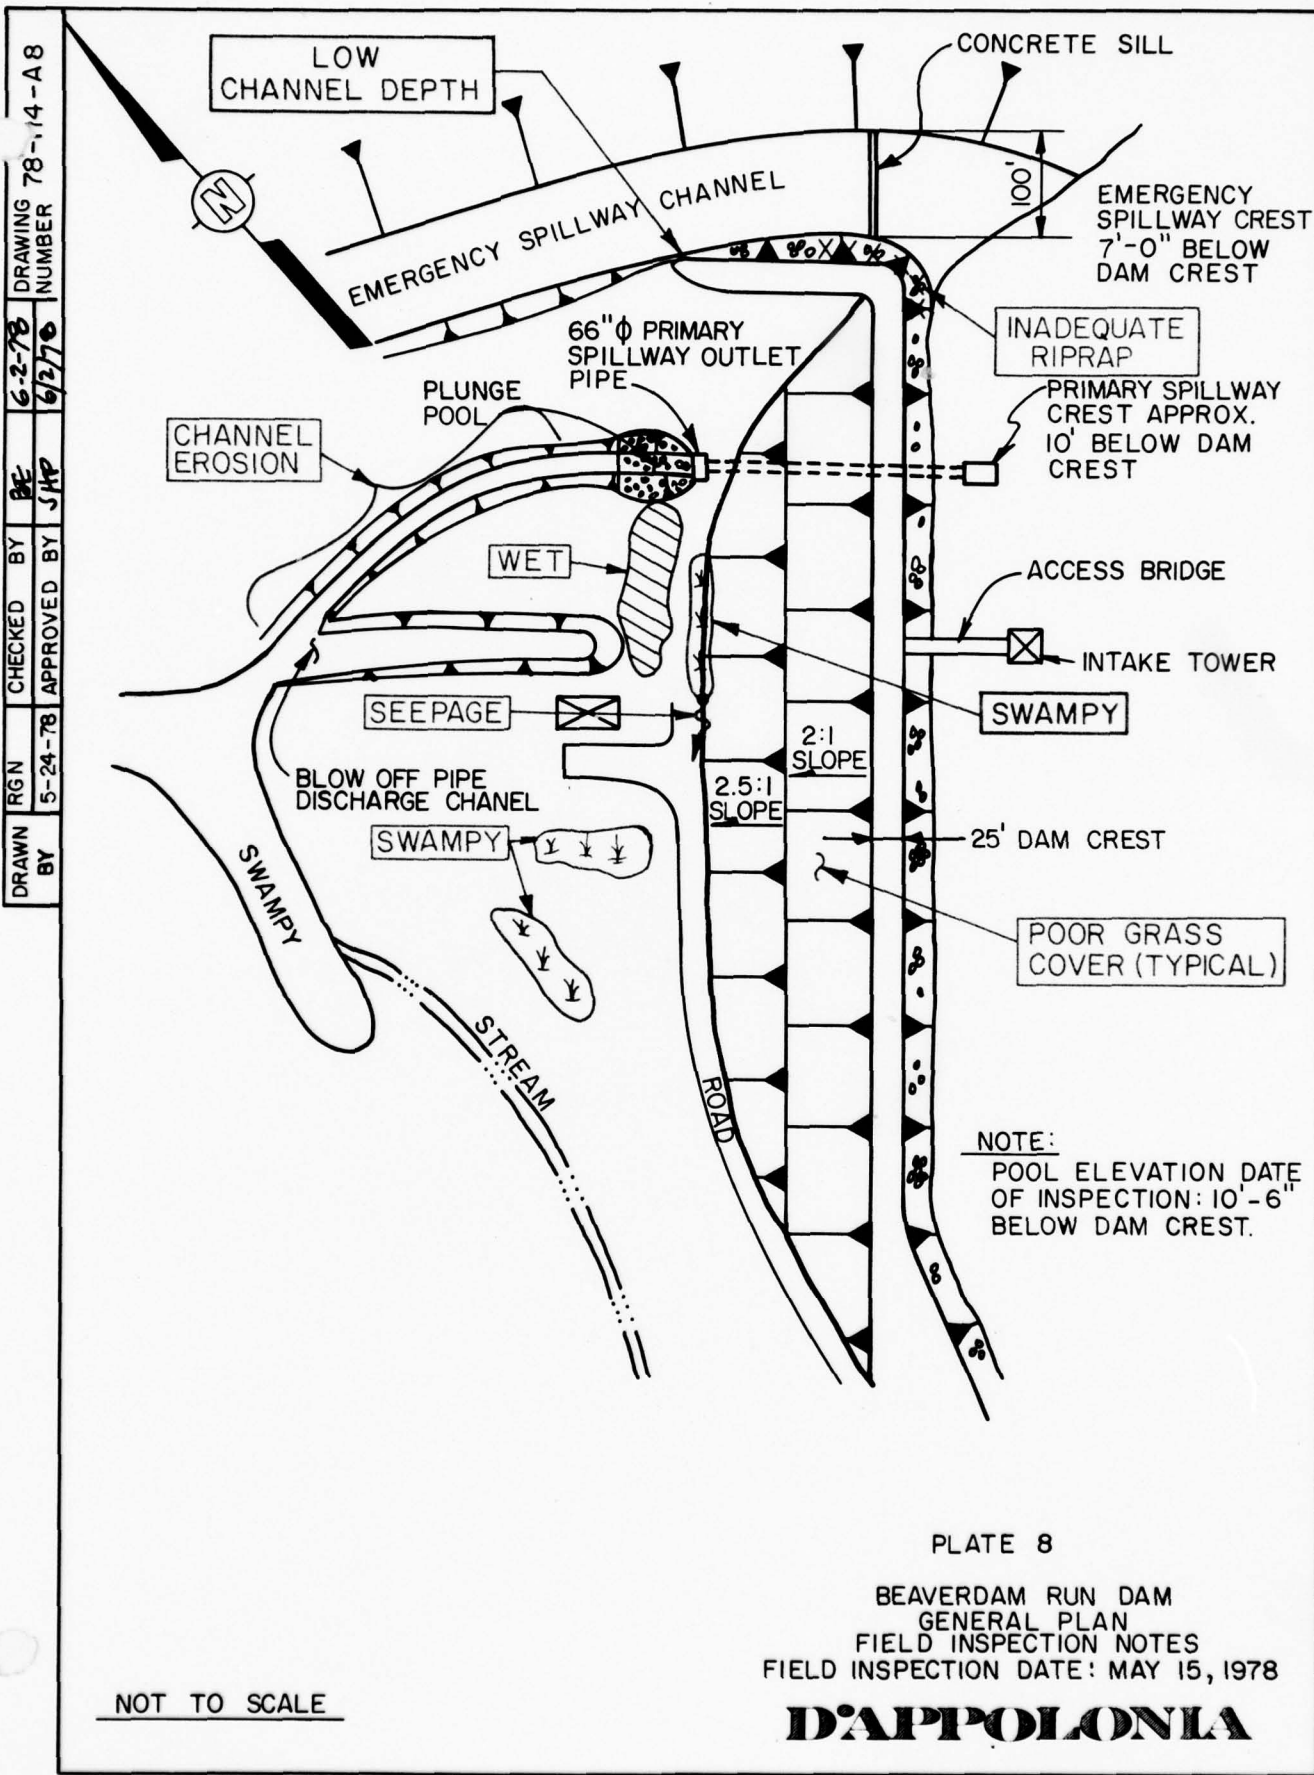 DRAWING
NUMBER
78-114-A8
CHECKED BY
APPROVED BY
BE
SHP
6-2-78
6/2/78
DRAWN
BY
RGN
5-24-78
LOW
CHANNEL DEPTH
CONCRETE SILL
N
EMERGENCY SPILLWAY CHANNEL
100'
EMERGENCY
SPILLWAY CREST
7'-0" BELOW
DAM CREST
INADEQUATE
RIPRAP
66"ϕ PRIMARY
SPILLWAY OUTLET
PIPE
PLUNGE
POOL
CHANNEL
EROSION
PRIMARY SPILLWAY
CREST APPROX.
10' BELOW DAM
CREST
WET
ACCESS BRIDGE
INTAKE TOWER
SEEPAGE
SWAMPY
2:1
SLOPE
2.5:1
SLOPE
BLOW OFF PIPE
DISCHARGE CHANEL
SWAMPY
25' DAM CREST
SWAMPY
POOR GRASS
COVER (TYPICAL)
STREAM
ROAD
NOTE:
POOL ELEVATION DATE
OF INSPECTION: 10'-6"
BELOW DAM CREST.
PLATE 8
BEAVERDAM RUN DAM
GENERAL PLAN
FIELD INSPECTION NOTES
FIELD INSPECTION DATE: MAY 15, 1978
NOT TO SCALE
D'APPOLONIA